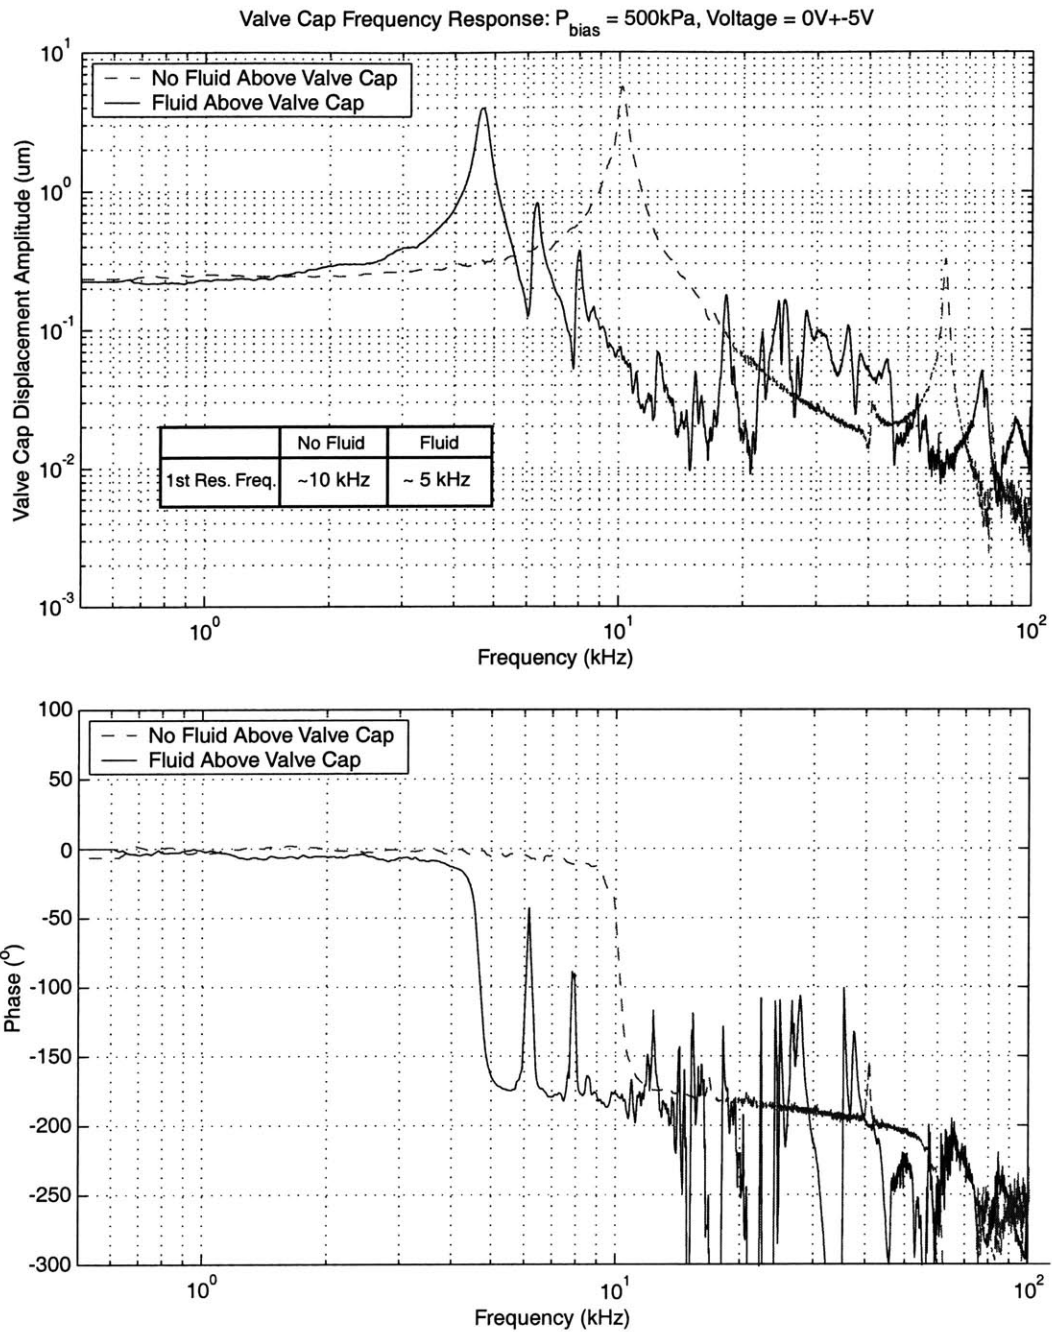 Valve Cap Frequency Response: P_bias = 500kPa, Voltage = 0V+-5V
10^1
No Fluid Above Valve Cap
Fluid Above Valve Cap
10^0
10^-1
10^-2
10^-3
Valve Cap Displacement Amplitude (um)
No Fluid Fluid
1st Res. Freq. ~10 kHz ~ 5 kHz
10^0 10^1 10^2
Frequency (kHz)
100
No Fluid Above Valve Cap
Fluid Above Valve Cap
50
0
-50
-100
-150
-200
-250
-300
Phase (^o)
10^0 10^1 10^2
Frequency (kHz)